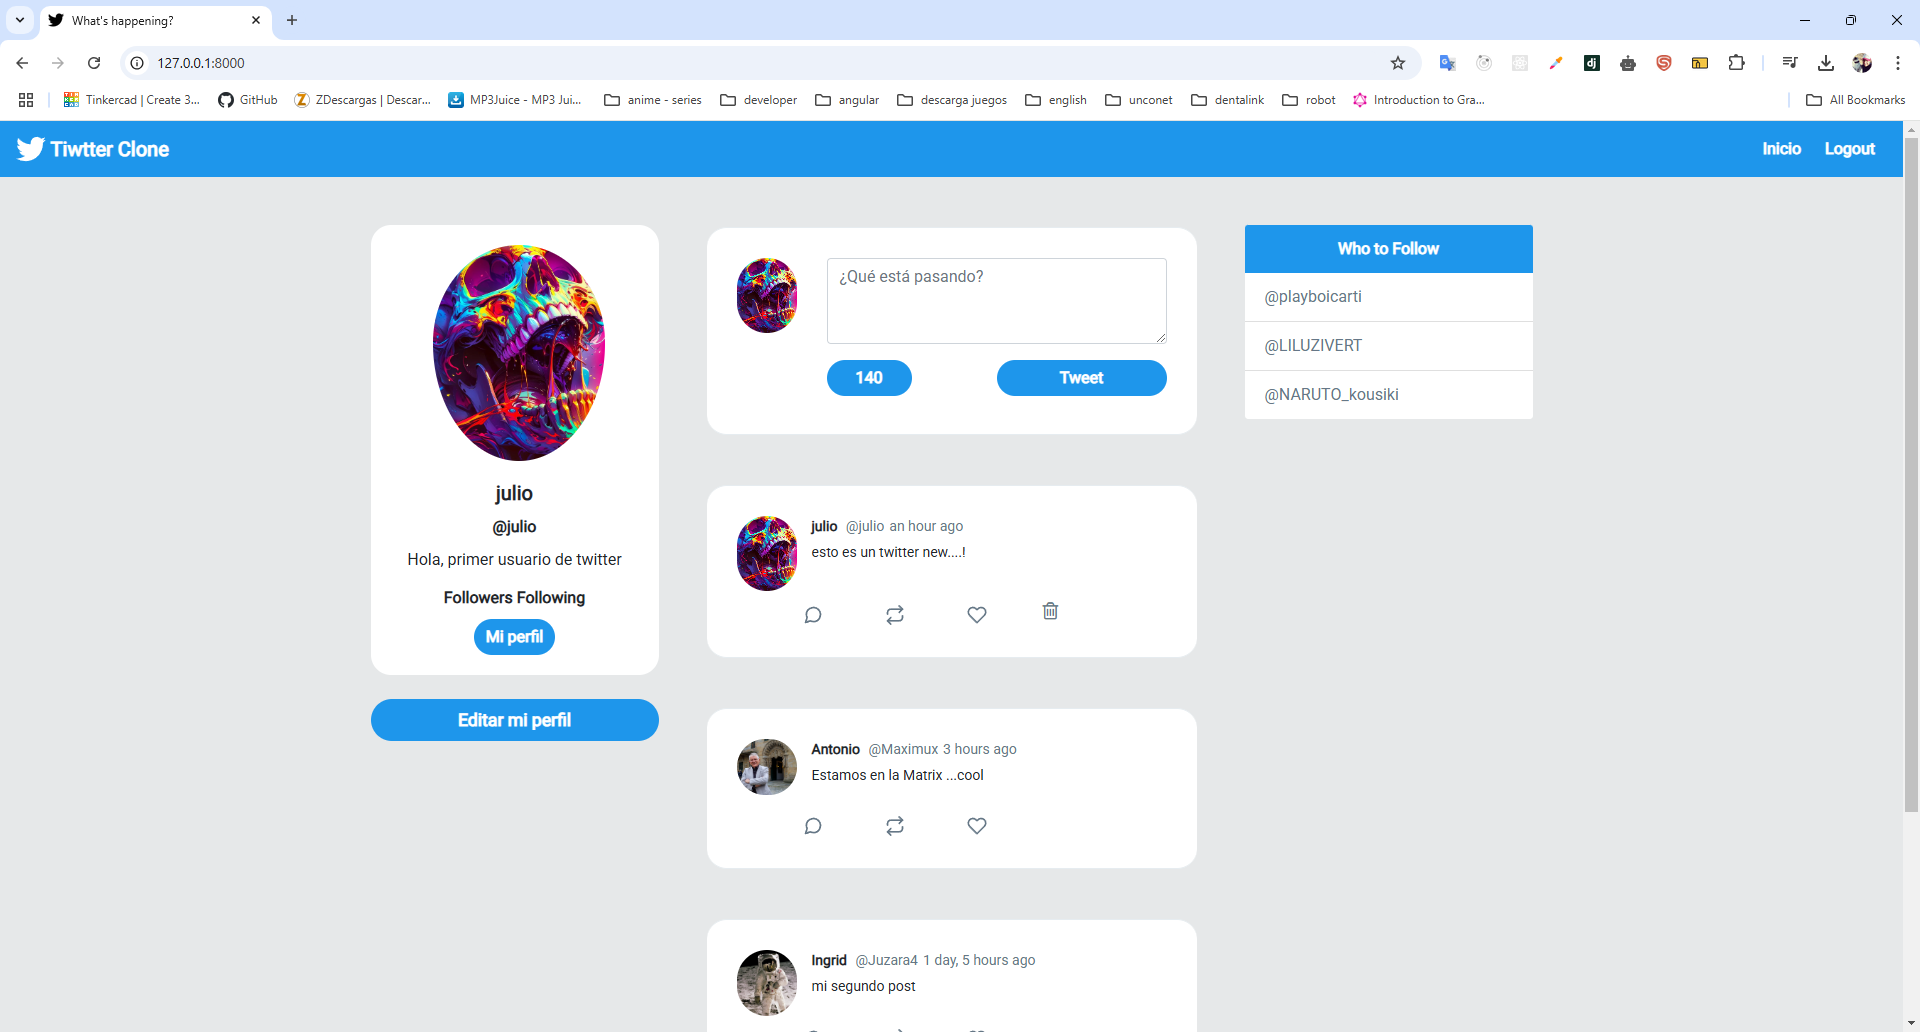 What's happening?
127.0.0.1:8000
Tinkercad | Create 3...
GitHub
ZDescargas | Descar...
MP3Juice - MP3 Jui...
anime - series
developer
angular
descarga juegos
english
unconet
dentalink
robot
Introduction to Gra...
All Bookmarks
Tiwtter Clone
Inicio
Logout
julio
@julio
Hola, primer usuario de twitter
Followers Following
Mi perfil
Editar mi perfil
¿Qué está pasando?
140
Tweet
julio @julio an hour ago
esto es un twitter new....!
Antonio @Maximux 3 hours ago
Estamos en la Matrix ...cool
Ingrid @Juzara4 1 day, 5 hours ago
mi segundo post
Who to Follow
@playboicarti
@LILUZIVERT
@NARUTO_kousiki